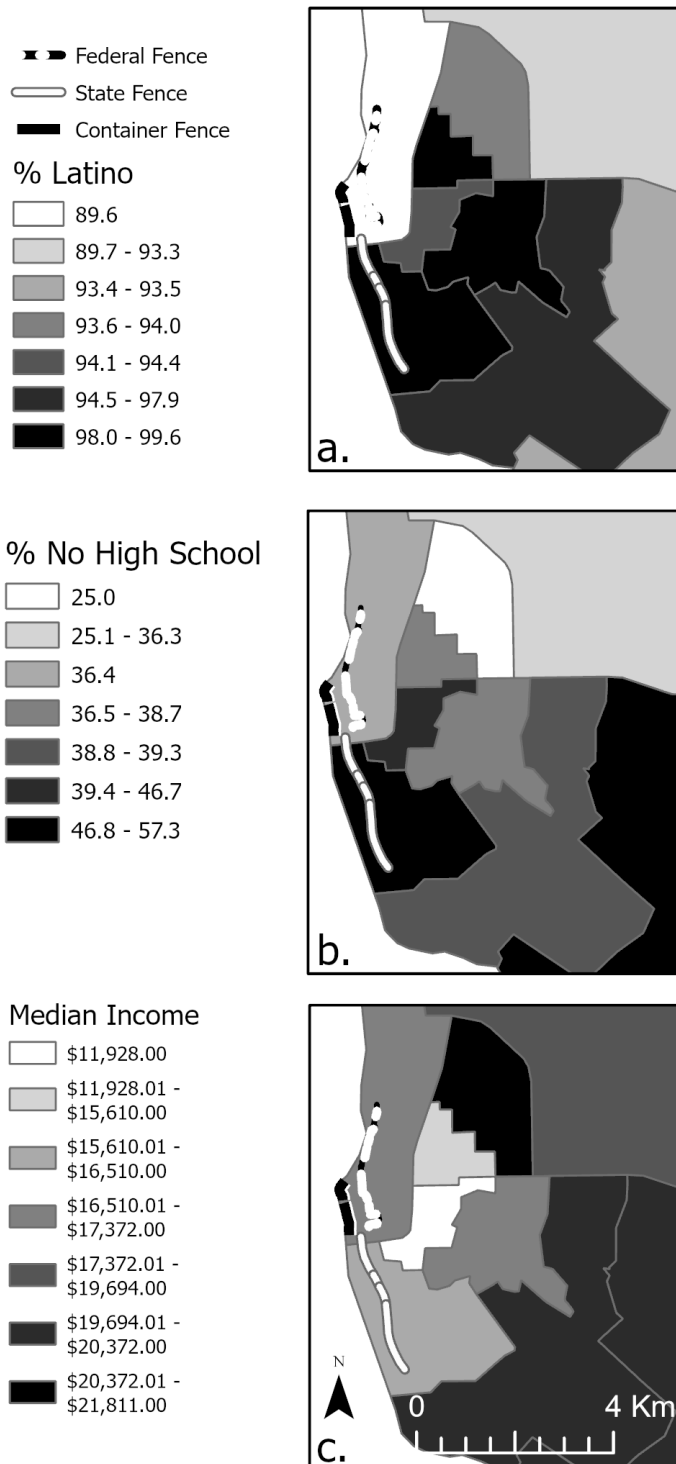 Federal Fence
State Fence
Container Fence
% Latino
89.6
89.7 - 93.3
93.4 - 93.5
93.6 - 94.0
94.1 - 94.4
94.5 - 97.9
98.0 - 99.6
a.
% No High School
25.0
25.1 - 36.3
36.4
36.5 - 38.7
38.8 - 39.3
39.4 - 46.7
46.8 - 57.3
b.
Median Income
$11,928.00
$11,928.01 -
$15,610.00
$15,610.01 -
$16,510.00
$16,510.01 -
$17,372.00
$17,372.01 -
$19,694.00
$19,694.01 -
$20,372.00
$20,372.01 -
$21,811.00
N
0 4 Km
c.